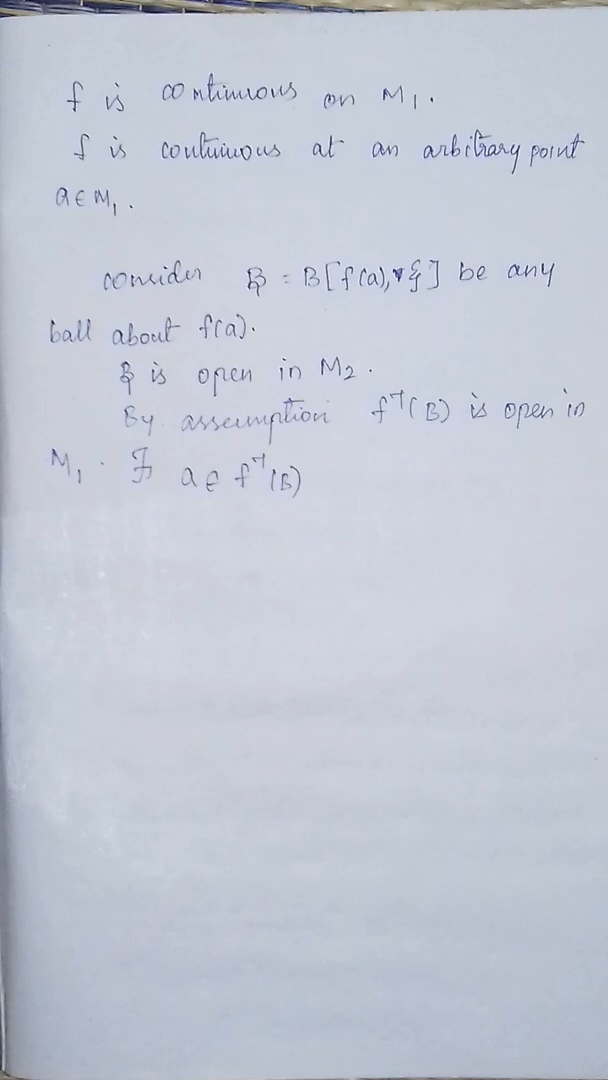 f is continuous on M₁.
f is continuous at an arbitrary point
a ∈ M₁.
consider B = B[f(a), ξ] be any
ball about f(a).
B is open in M₂.
By assumption f⁻¹(B) is open in
M₁. a ∈ f⁻¹(B)